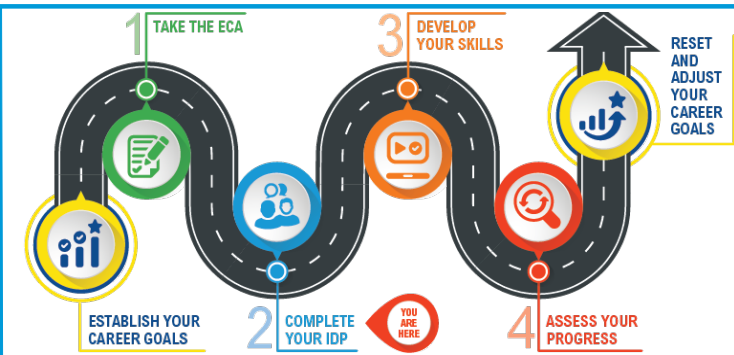 1
TAKE THE ECA
3
DEVELOP
YOUR SKILLS
RESET
AND
ADJUST
YOUR
CAREER
GOALS
ESTABLISH YOUR
CAREER GOALS
2
COMPLETE
YOUR IDP
YOU
ARE
HERE
4
ASSESS YOUR
PROGRESS